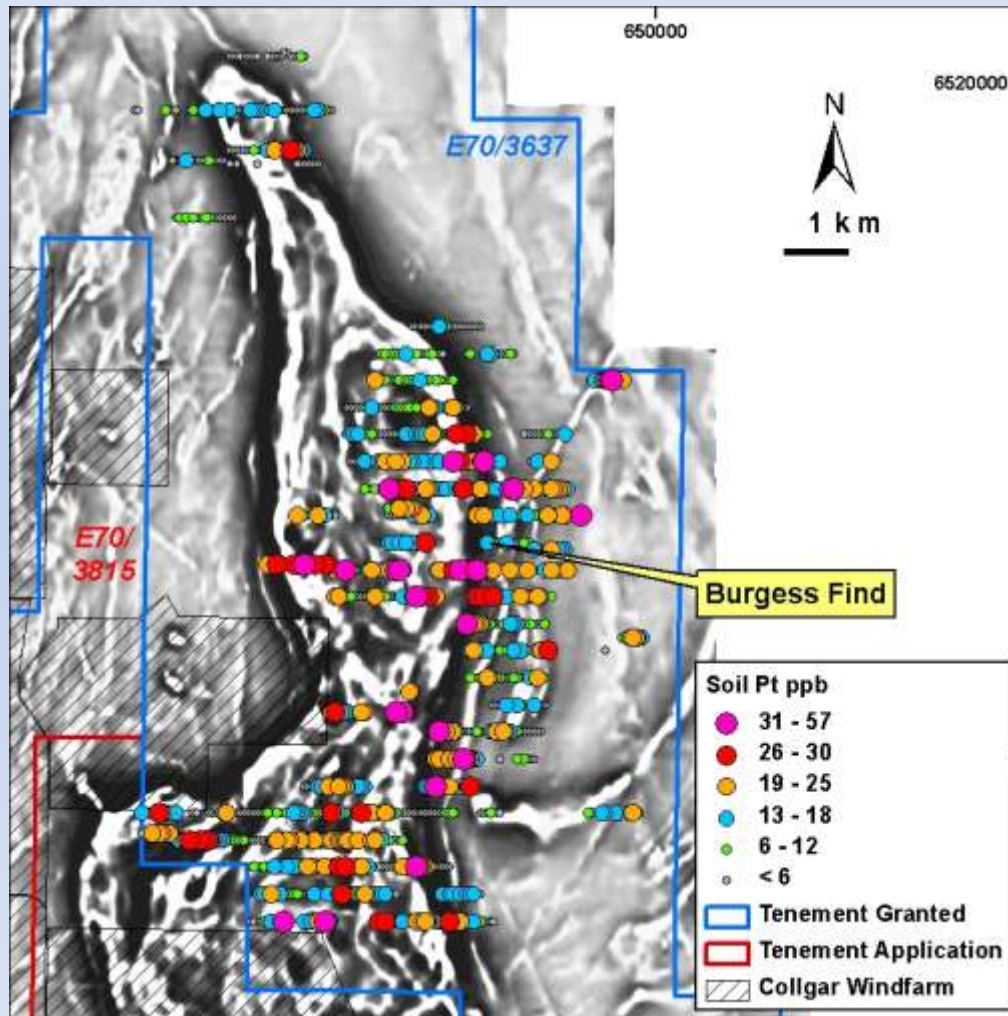 650000
6520000
N
E70/3637
1 km
E70/
3815
Burgess Find
Soil Pt ppb
31 - 57
26 - 30
19 - 25
13 - 18
6 - 12
< 6
Tenement Granted
Tenement Application
Collgar Windfarm